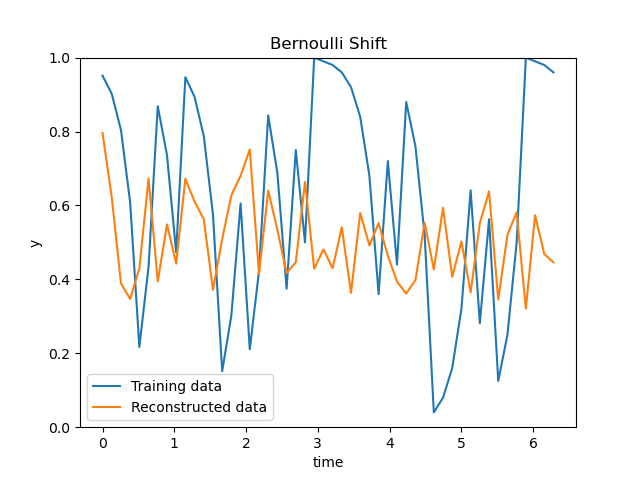 Bernoulli Shift
1.0
0.8
0.6
0.4
0.2
0.0
y
Training data
Reconstructed data
0 1 2 3 4 5 6
time